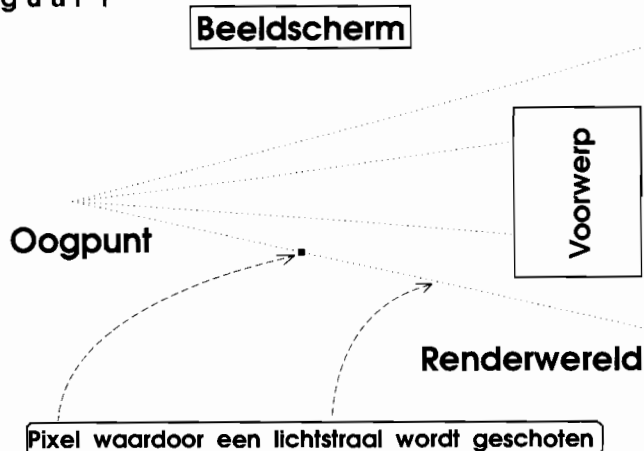 Beeldscherm
Voorwerp
Oogpunt
Renderwereld
Pixel waardoor een lichtstraal wordt geschoten